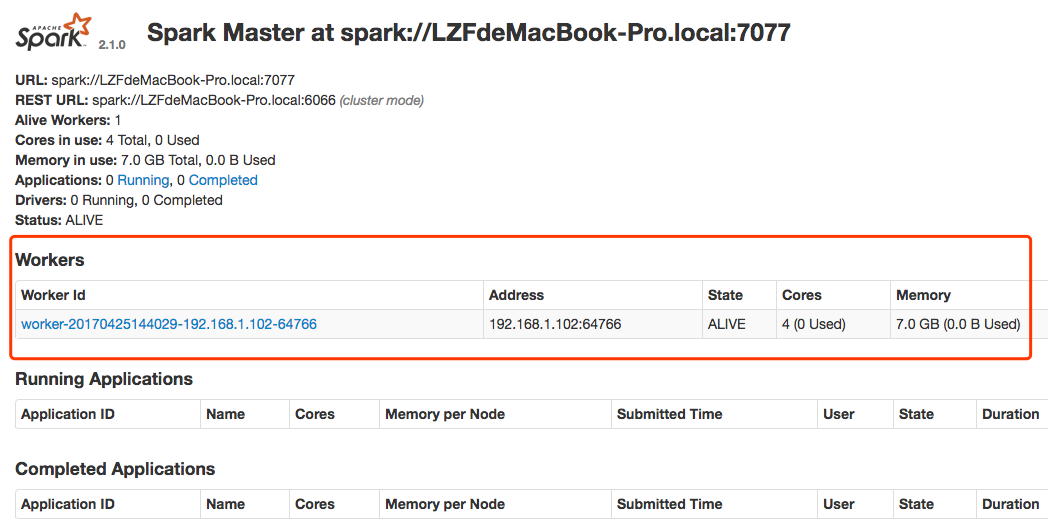 APACHE
Spark 2.1.0 Spark Master at spark://LZFdeMacBook-Pro.local:7077
URL: spark://LZFdeMacBook-Pro.local:7077
REST URL: spark://LZFdeMacBook-Pro.local:6066 (cluster mode)
Alive Workers: 1
Cores in use: 4 Total, 0 Used
Memory in use: 7.0 GB Total, 0.0 B Used
Applications: 0 Running, 0 Completed
Drivers: 0 Running, 0 Completed
Status: ALIVE
Workers
Worker Id Address State Cores Memory
worker-20170425144029-192.168.1.102-64766 192.168.1.102:64766 ALIVE 4 (0 Used) 7.0 GB (0.0 B Used)
Running Applications
Application ID Name Cores Memory per Node Submitted Time User State Duration
Completed Applications
Application ID Name Cores Memory per Node Submitted Time User State Duration